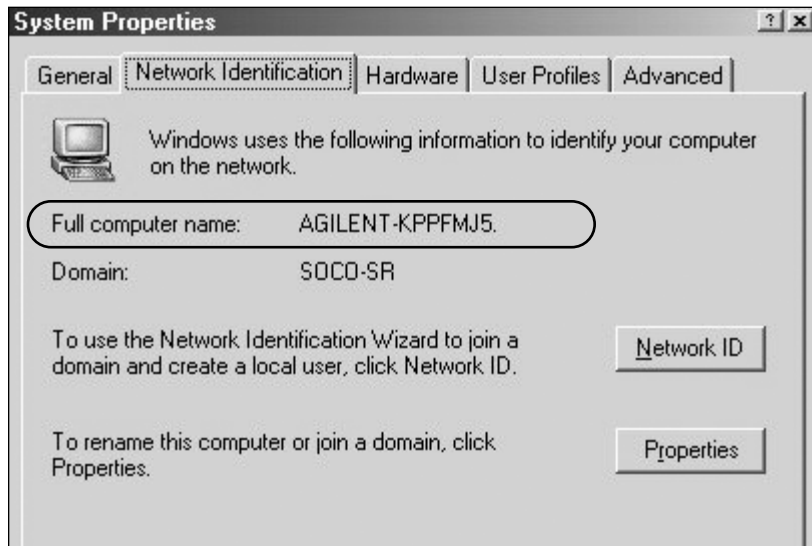 System Properties
? x
General Network Identification Hardware User Profiles Advanced
Windows uses the following information to identify your computer
on the network.
Full computer name: AGILENT-KPPFMJ5.
Domain: SOCO-SR
To use the Network Identification Wizard to join a
domain and create a local user, click Network ID.
Network ID
To rename this computer or join a domain, click
Properties.
Properties